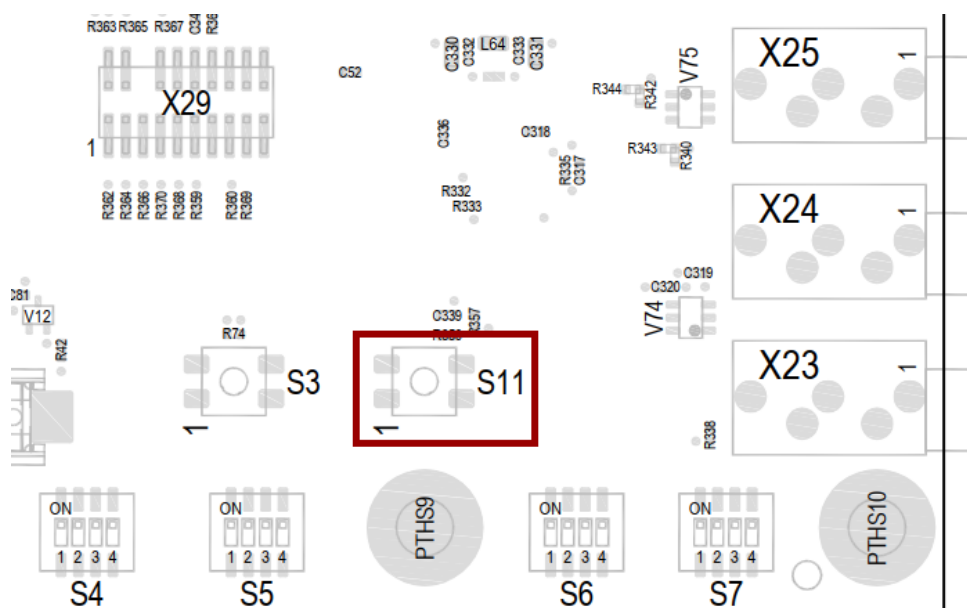 R363 R365 R367 C34 R36
C330 C332 L64 C333 C331
C52
X29
1
V75
X25
1
R344 R342
C336
C318
R343 R340
R335 C317
R332
R333
R362 R364 R366 R370 R368 R359 R360 R369
X24
1
C81
V12
R42
C319
C320
V74
C339
R357
R74
S3
1
S11
1
X23
1
R338
ON
1 2 3 4
S4
ON
1 2 3 4
S5
PTHS9
ON
1 2 3 4
S6
ON
1 2 3 4
S7
PTHS10